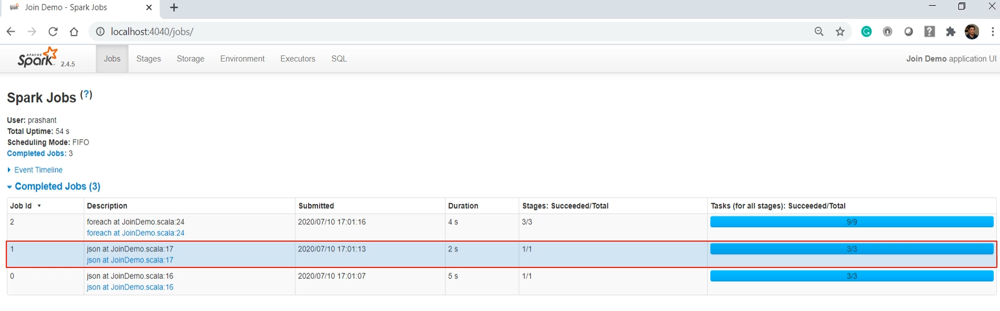 Join Demo - Spark Jobs
localhost:4040/jobs/
APACHE
Spark 2.4.5 Jobs Stages Storage Environment Executors SQL Join Demo application UI
Spark Jobs (?)
User: prashant
Total Uptime: 54 s
Scheduling Mode: FIFO
Completed Jobs: 3
Event Timeline
Completed Jobs (3)
Job Id Description Submitted Duration Stages: Succeeded/Total Tasks (for all stages): Succeeded/Total
2 foreach at JoinDemo.scala:24 2020/07/10 17:01:16 4 s 3/3 9/9
foreach at JoinDemo.scala:24
1 json at JoinDemo.scala:17 2020/07/10 17:01:13 2 s 1/1 3/3
json at JoinDemo.scala:17
0 json at JoinDemo.scala:16 2020/07/10 17:01:07 5 s 1/1 3/3
json at JoinDemo.scala:16